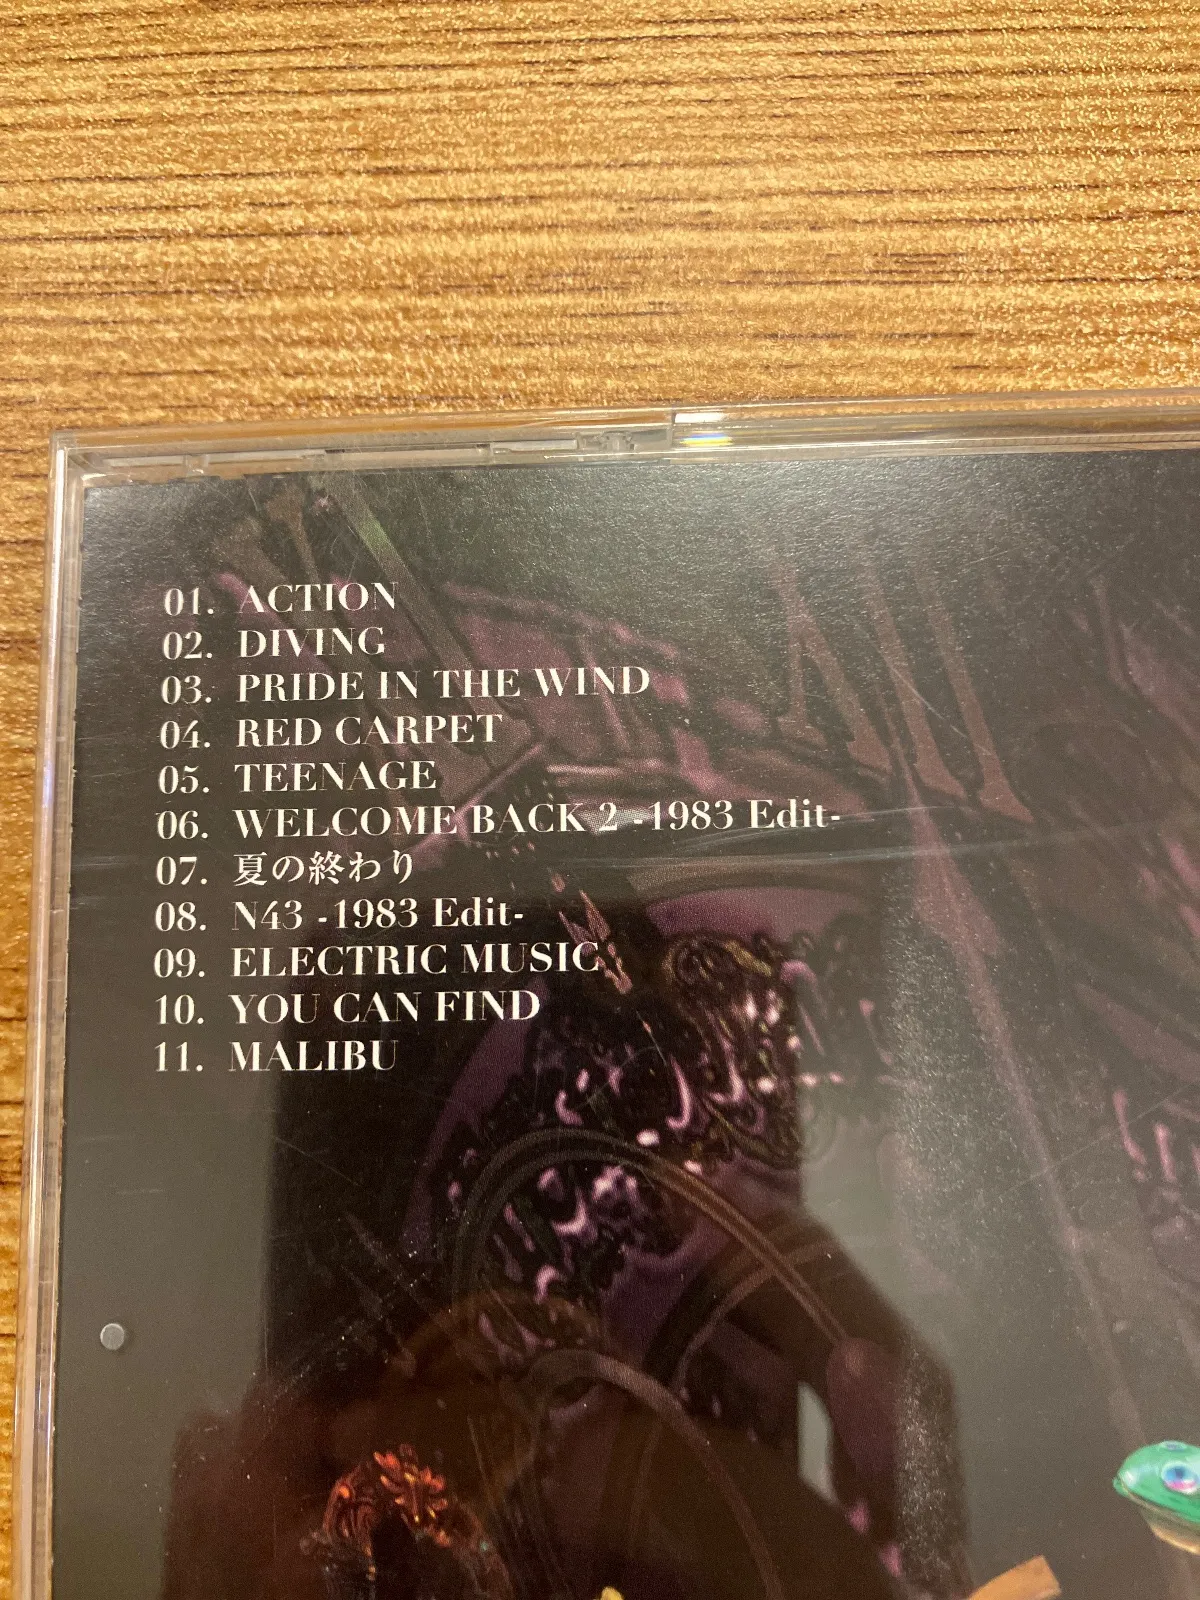 01. ACTION
02. DIVING
03. PRIDE IN THE WIND
04. RED CARPET
05. TEENAGE
06. WELCOME BACK 2 -1983 Edit-
07. 夏の終わり
08. N43 -1983 Edit-
09. ELECTRIC MUSIC
10. YOU CAN FIND
11. MALIBU